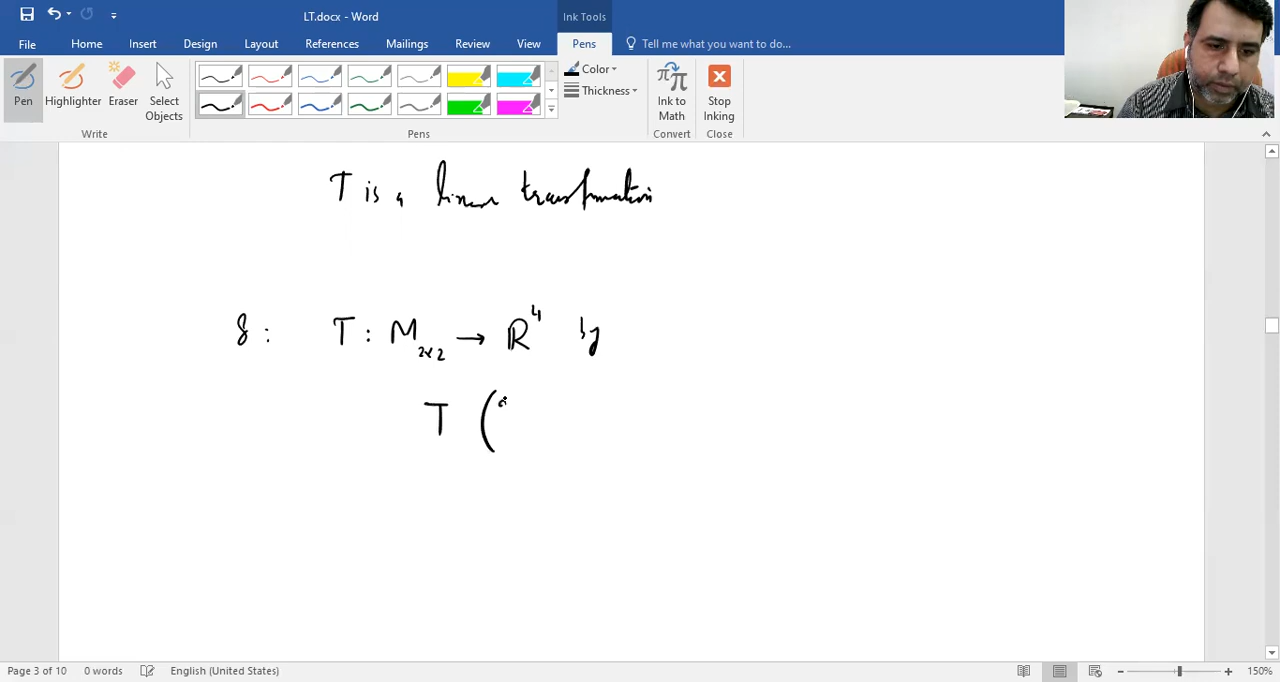 LT.docx - Word
Ink Tools
File Home Insert Design Layout References Mailings Review View Pens Tell me what you want to do...
Pen Highlighter Eraser Select Objects
Color
Thickness
Ink to Math
Stop Inking
Write Pens Convert Close
T is a linear transformation
8: T : M₂ₓ₂ → ℝ⁴ by
T (
Page 3 of 10 0 words English (United States) 150%